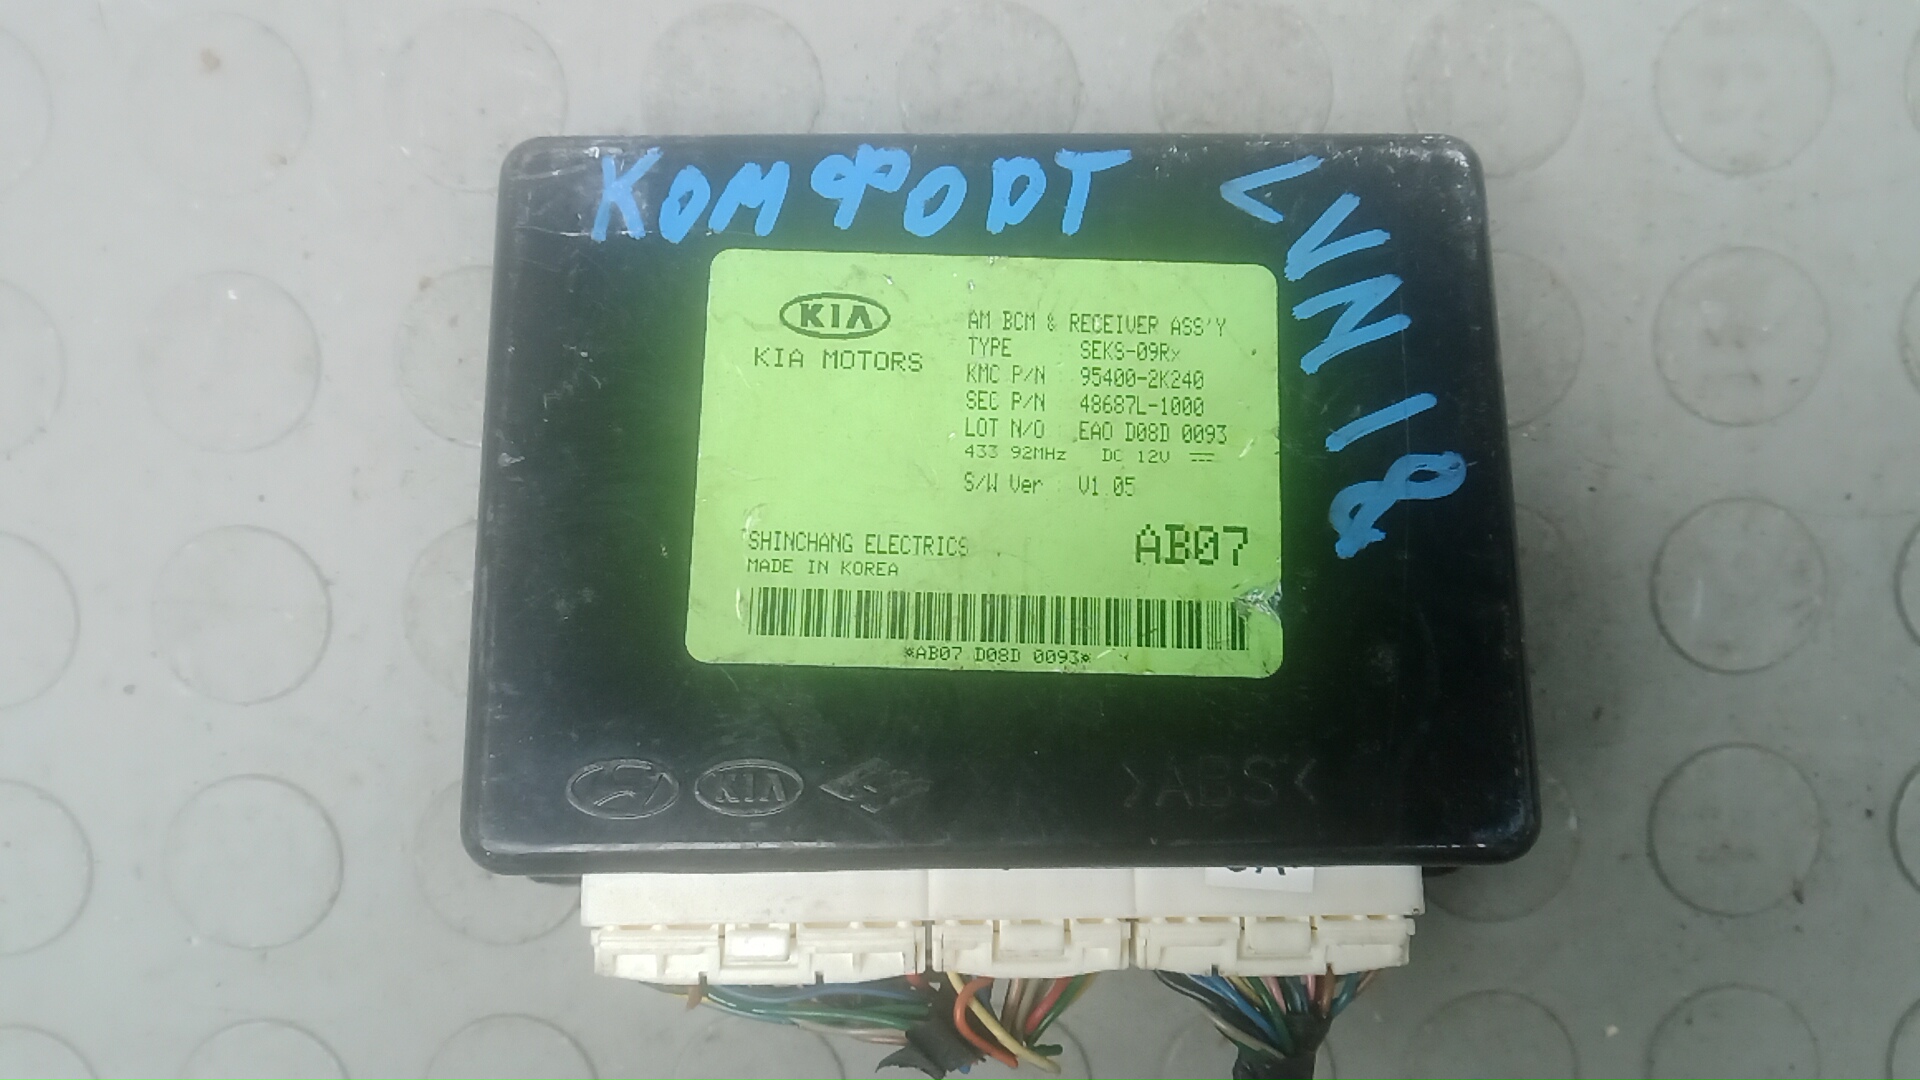 КОМФОРТ
<VN18
KIA
KIA MOTORS
AM BCM & RECEIVER ASS'Y
TYPE : SEKS-09Rx
KMC P/N : 95400-2K240
SEC P/N : 48687L-1000
LOT N/O : EAO D08D 0093
433 92MHz DC 12V
S/W Ver : V1 05
SHINCHANG ELECTRICS
MADE IN KOREA
AB07
*AB07 D08D 0093*
KIA
>ABS<